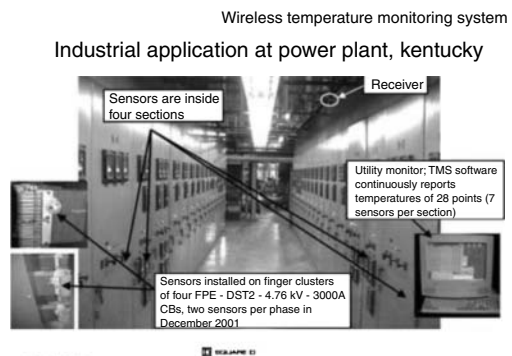 Wireless temperature monitoring system
Industrial application at power plant, kentucky
Receiver
Sensors are inside
four sections
Utility monitor; TMS software
continuously reports
temperatures of 28 points (7
sensors per section)
Sensors installed on finger clusters
of four FPE - DST2 - 4.76 kV - 3000A
CBs, two sensors per phase in
December 2001
SQUARE D